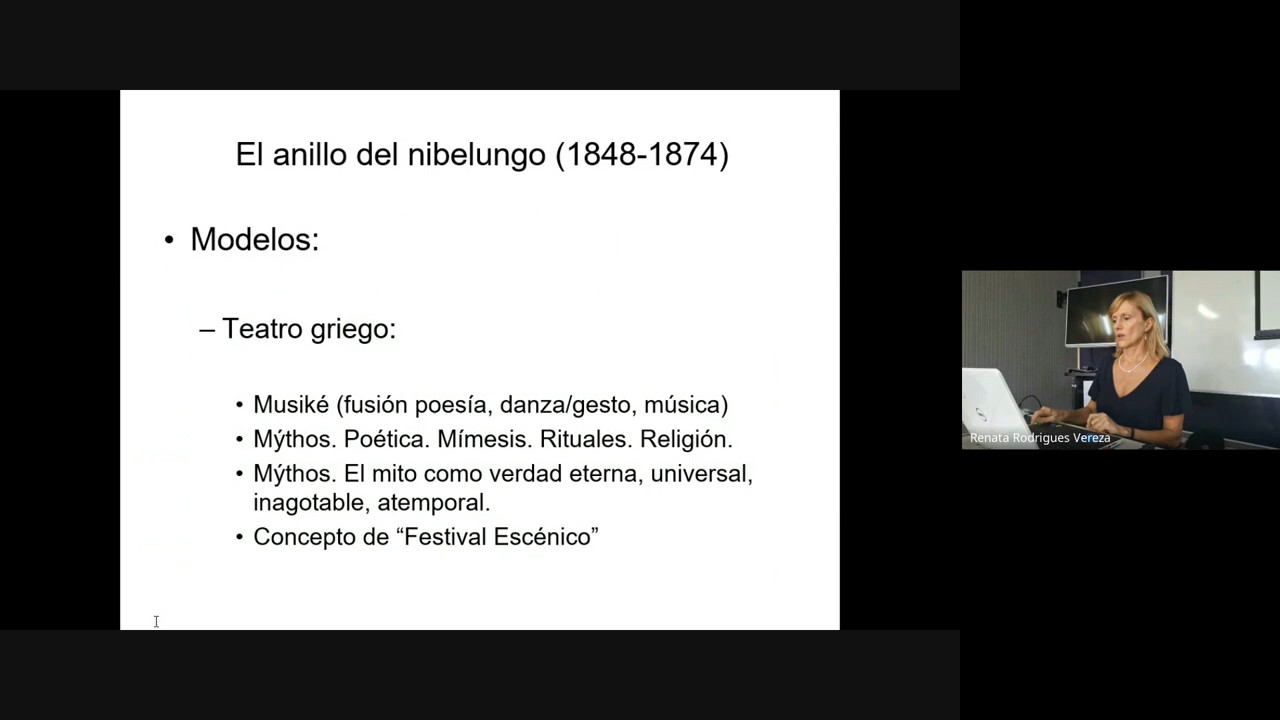 El anillo del nibelungo (1848-1874)
• Modelos:
– Teatro griego:
• Musiké (fusión poesía, danza/gesto, música)
• Mýthos. Poética. Mímesis. Rituales. Religión.
• Mýthos. El mito como verdad eterna, universal,
inagotable, atemporal.
• Concepto de “Festival Escénico”
Renata Rodrigues Vereza